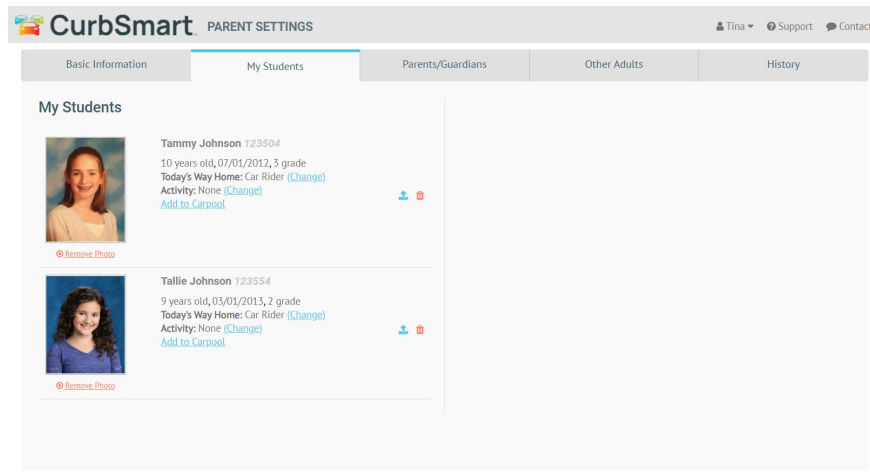 CurbSmart PARENT SETTINGS
Tina Support Contact
Basic Information My Students Parents/Guardians Other Adults History
My Students
Tammy Johnson 123504
10 years old, 07/01/2012, 3 grade
Today's Way Home: Car Rider (Change)
Activity: None (Change)
Add to Carpool
Remove Photo
Tallie Johnson 123554
9 years old, 03/01/2013, 2 grade
Today's Way Home: Car Rider (Change)
Activity: None (Change)
Add to Carpool
Remove Photo